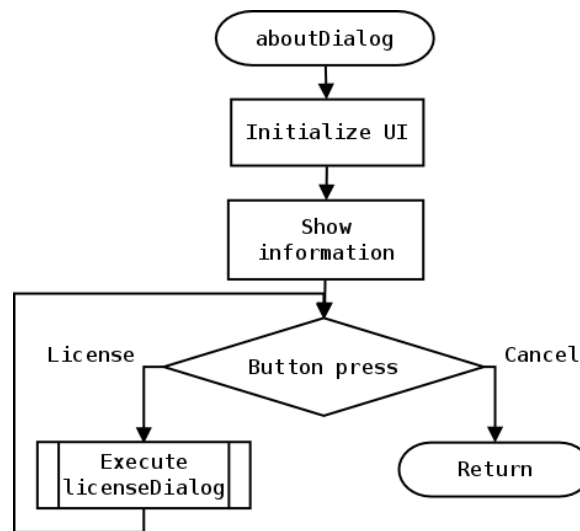 aboutDialog
Initialize UI
Show
information
License
Button press
Cancel
Execute
licenseDialog
Return